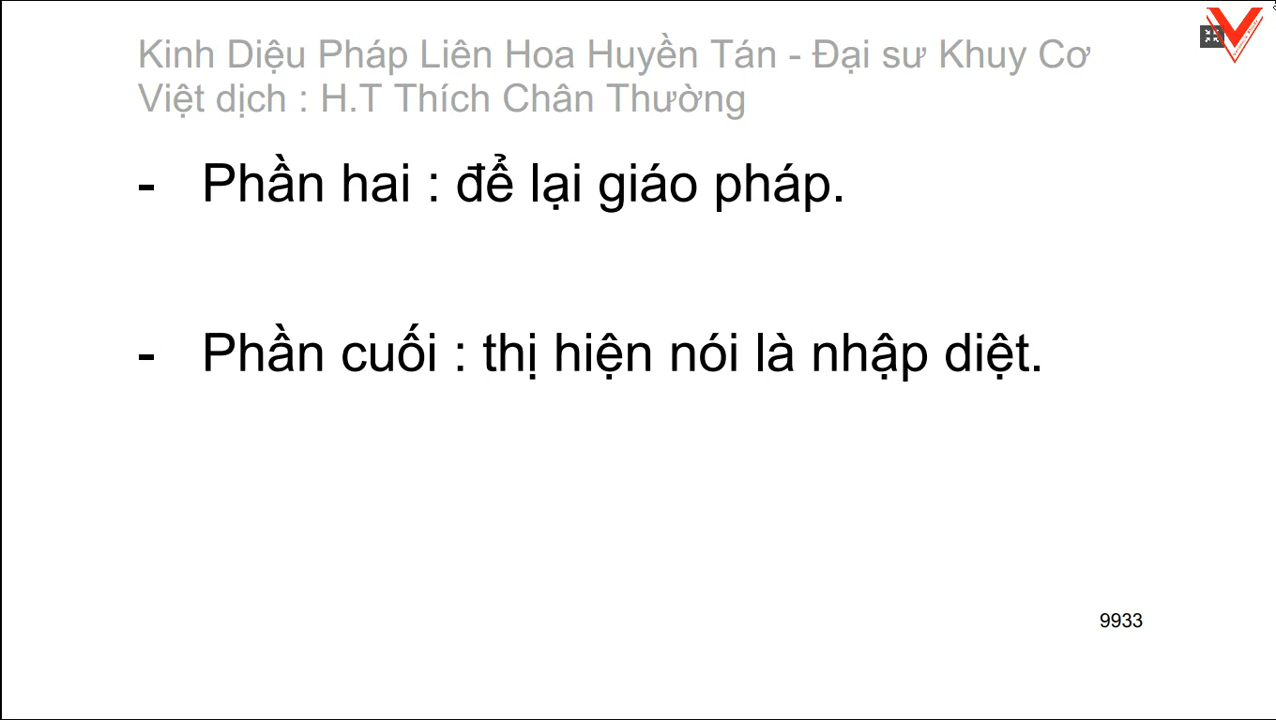 Kinh Diệu Pháp Liên Hoa Huyền Tán - Đại sư Khuy Cơ
Việt dịch : H.T Thích Chân Thường
- Phần hai : để lại giáo pháp.
- Phần cuối : thị hiện nói là nhập diệt.
9933